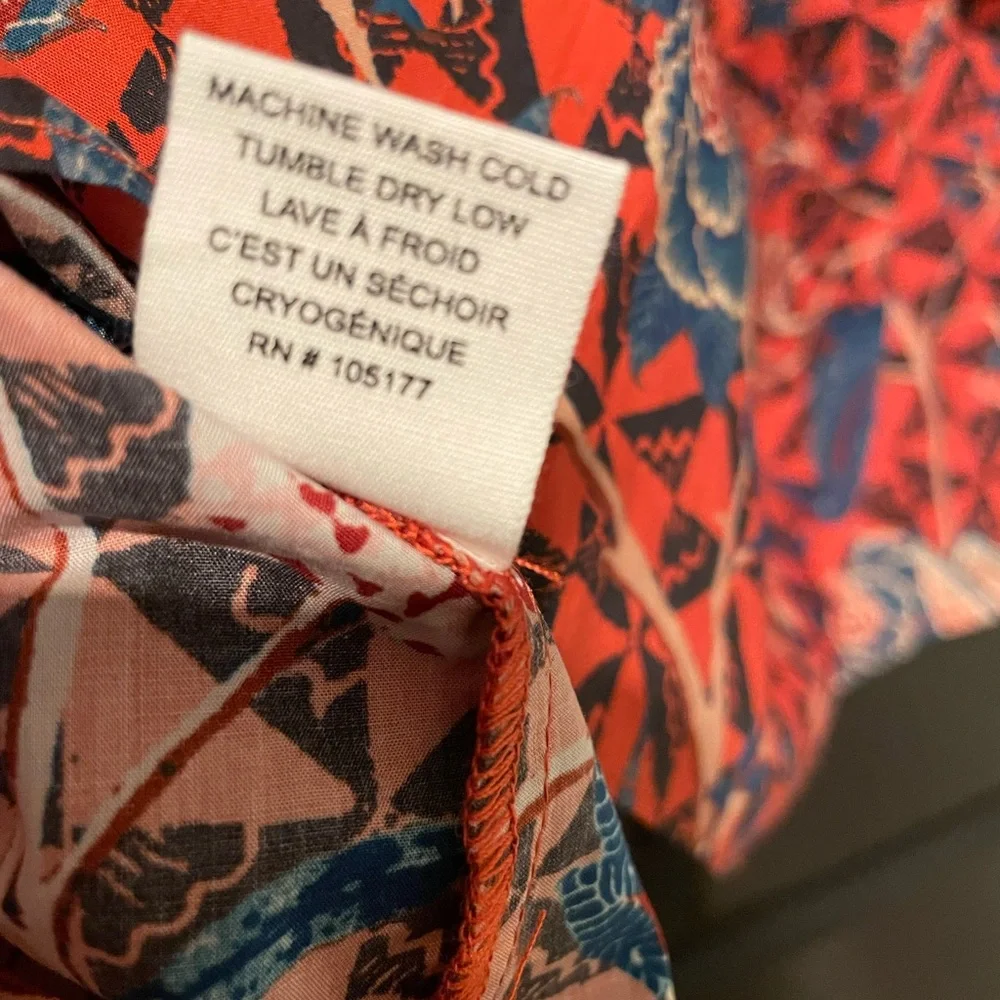 MACHINE WASH COLD
TUMBLE DRY LOW
LAVE À FROID
C'EST UN SÉCHOIR
CRYOGÉNIQUE
RN # 105177